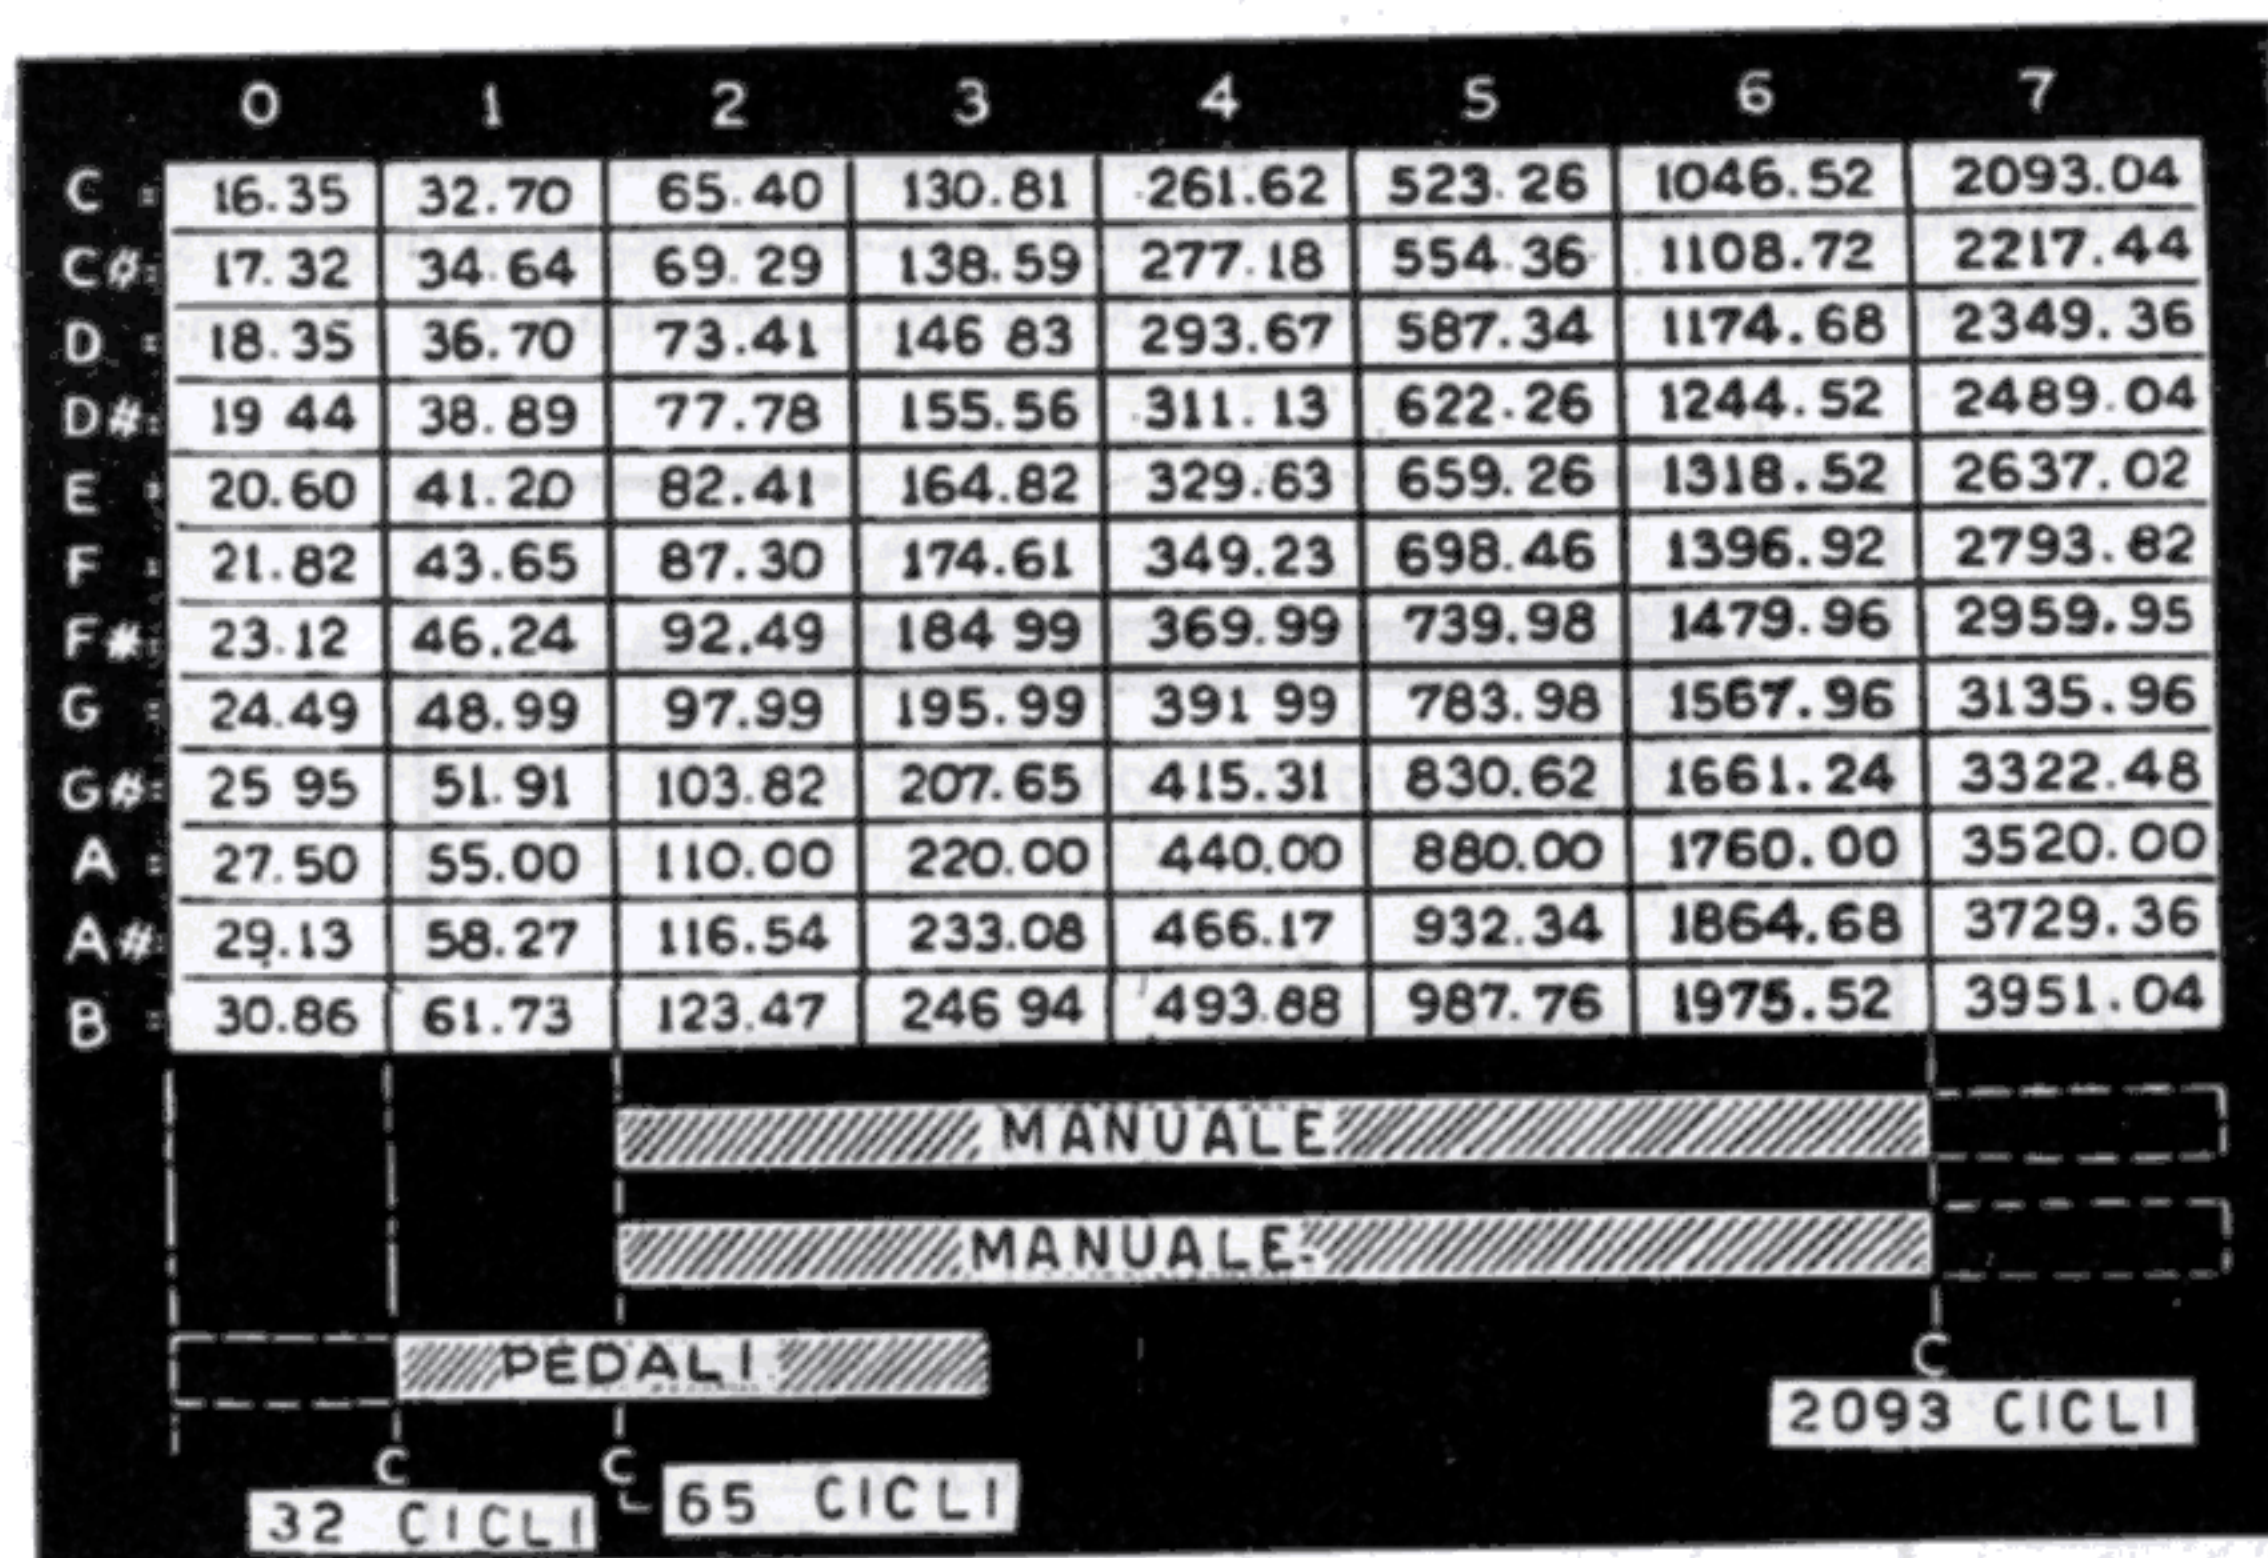 0 1 2 3 4 5 6 7
C = 16.35 32.70 65.40 130.81 261.62 523.26 1046.52 2093.04
C#= 17.32 34.64 69.29 138.59 277.18 554.36 1108.72 2217.44
D = 18.35 36.70 73.41 146 83 293.67 587.34 1174.68 2349.36
D#= 19 44 38.89 77.78 155.56 311.13 622.26 1244.52 2489.04
E = 20.60 41.20 82.41 164.82 329.63 659.26 1318.52 2637.02
F = 21.82 43.65 87.30 174.61 349.23 698.46 1396.92 2793.82
F#= 23.12 46.24 92.49 184 99 369.99 739.98 1479.96 2959.95
G = 24.49 48.99 97.99 195.99 391 99 783.98 1567.96 3135.96
G#= 25 95 51.91 103.82 207.65 415.31 830.62 1661.24 3322.48
A = 27.50 55.00 110.00 220.00 440.00 880.00 1760.00 3520.00
A#= 29.13 58.27 116.54 233.08 466.17 932.34 1864.68 3729.36
B = 30.86 61.73 123.47 246 94 493.88 987.76 1975.52 3951.04
MANUALE
MANUALE
PEDALI
C
2093 CICLI
C C
32 CICLI 65 CICLI